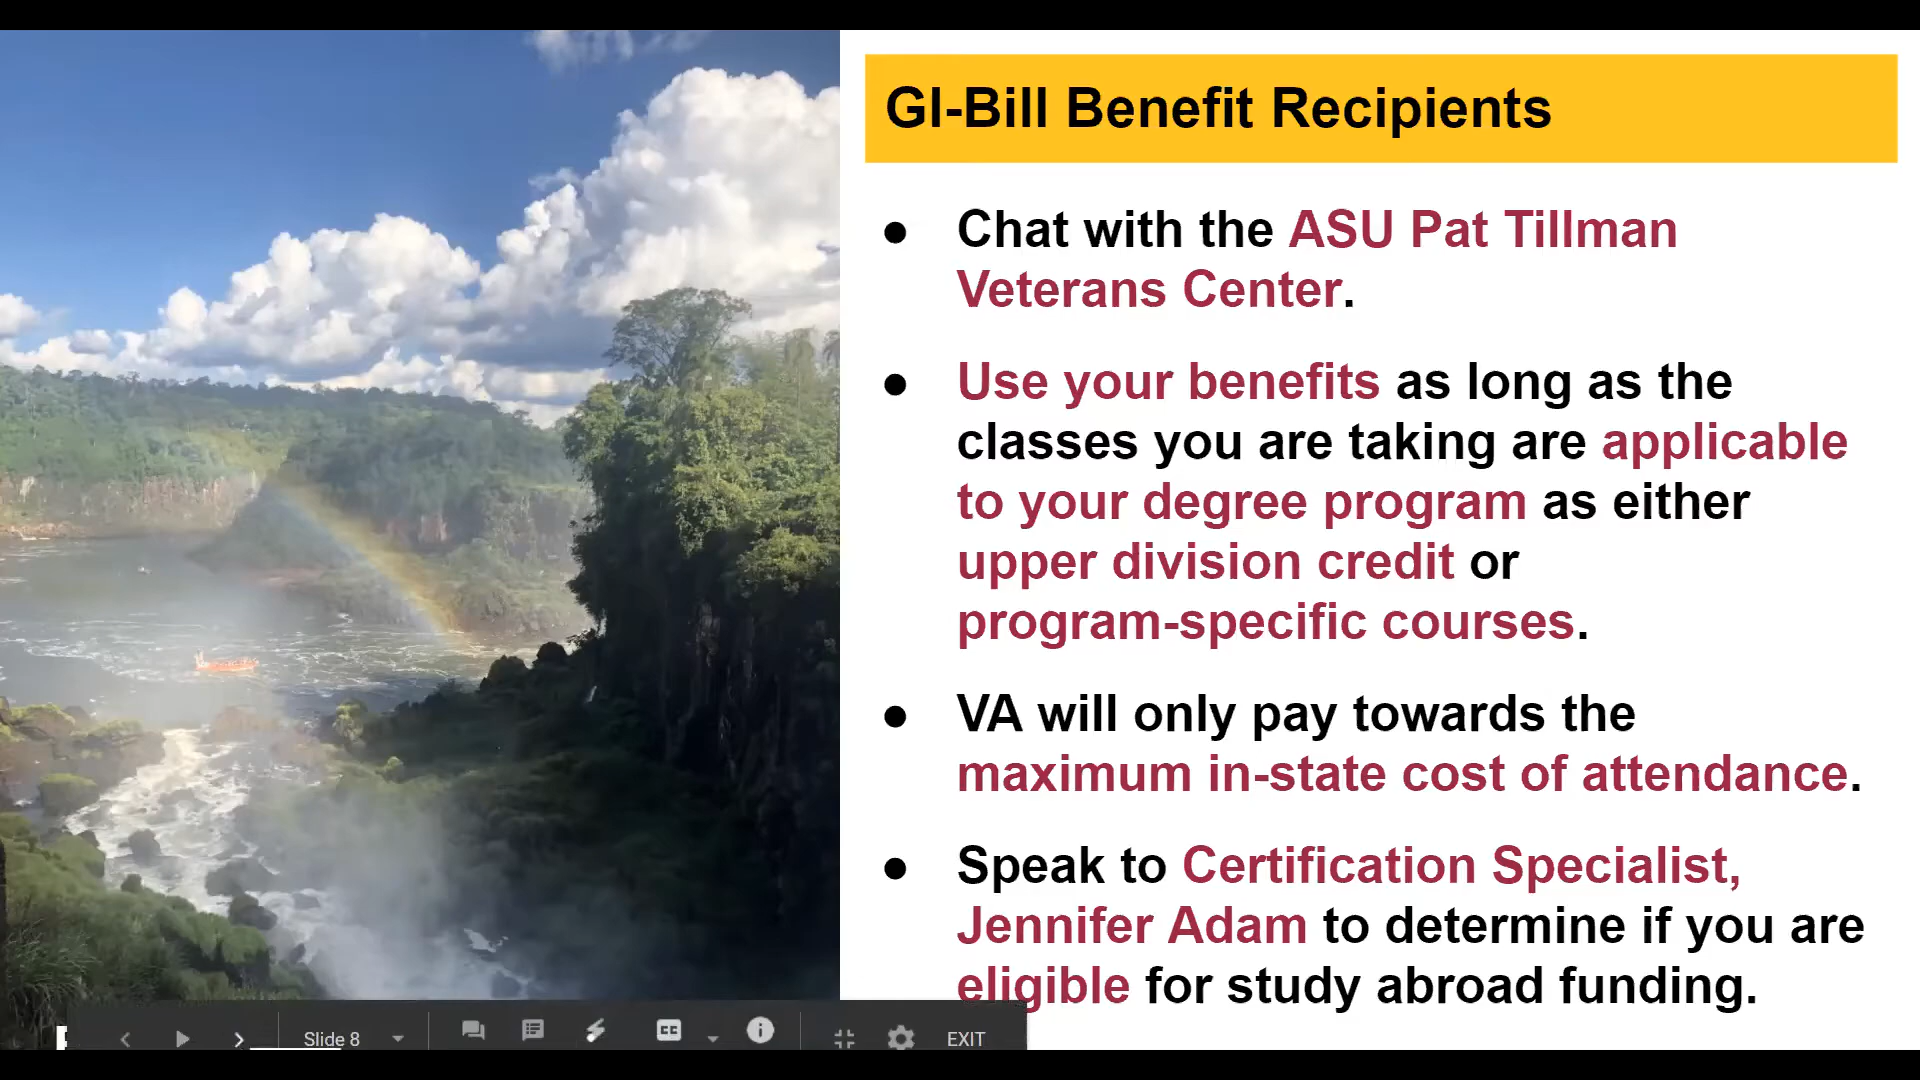 GI-Bill Benefit Recipients
● Chat with the ASU Pat Tillman
Veterans Center.
● Use your benefits as long as the
classes you are taking are applicable
to your degree program as either
upper division credit or
program-specific courses.
● VA will only pay towards the
maximum in-state cost of attendance.
● Speak to Certification Specialist,
Jennifer Adam to determine if you are
eligible for study abroad funding.
Slide 8
CC
EXIT